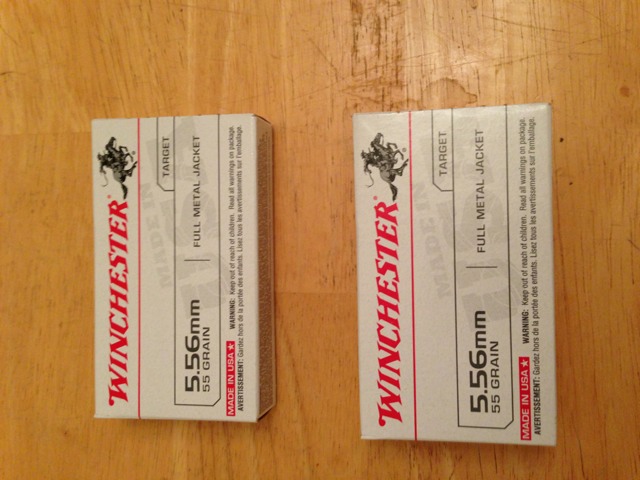 WINCHESTER®
TARGET
5.56mm
55 GRAIN
FULL METAL JACKET
MADE IN USA★
WARNING: Keep out of reach of children. Read all warnings on package.
AVERTISSEMENT: Gardez hors de la portée des enfants. Lisez tous les avertissements sur l'emballage.
WINCHESTER®
TARGET
5.56mm
55 GRAIN
FULL METAL JACKET
MADE IN USA★
WARNING: Keep out of reach of children. Read all warnings on package.
AVERTISSEMENT: Gardez hors de la portée des enfants. Lisez tous les avertissements sur l'emballage.